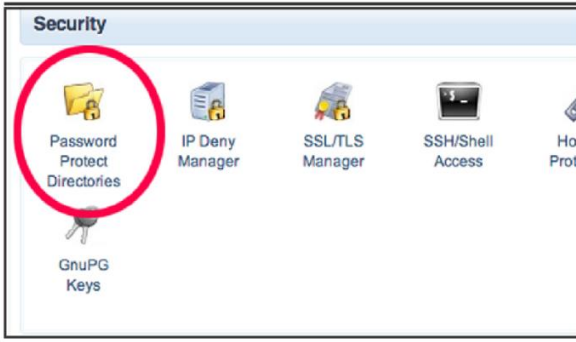 Security
Password
Protect
Directories
IP Deny
Manager
SSL/TLS
Manager
SSH/Shell
Access
GnuPG
Keys